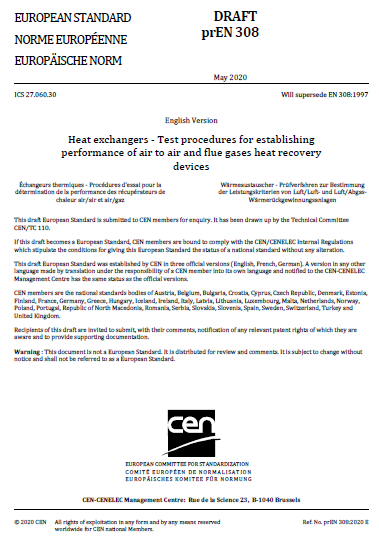 EUROPEAN STANDARD
NORME EUROPÉENNE
EUROPÄISCHE NORM
DRAFT
prEN 308
May 2020
ICS 27.060.30
Will supersede EN 308:1997
English Version
Heat exchangers - Test procedures for establishing
performance of air to air and flue gases heat recovery
devices
Échangeurs thermiques - Procédures d'essai pour la
détermination de la performance des récupérateurs de
chaleur air/air et air/gaz
Wärmeaustauscher - Prüfverfahren zur Bestimmung
der Leistungskriterien von Luft/Luft- und Luft/Abgas-
Wärmerückgewinnungsanlagen
This draft European Standard is submitted to CEN members for enquiry. It has been drawn up by the Technical Committee
CEN/TC 110.
If this draft becomes a European Standard, CEN members are bound to comply with the CEN/CENELEC Internal Regulations
which stipulate the conditions for giving this European Standard the status of a national standard without any alteration.
This draft European Standard was established by CEN in three official versions (English, French, German). A version in any other
language made by translation under the responsibility of a CEN member into its own language and notified to the CEN-CENELEC
Management Centre has the same status as the official versions.
CEN members are the national standards bodies of Austria, Belgium, Bulgaria, Croatia, Cyprus, Czech Republic, Denmark, Estonia,
Finland, France, Germany, Greece, Hungary, Iceland, Ireland, Italy, Latvia, Lithuania, Luxembourg, Malta, Netherlands, Norway,
Poland, Portugal, Republic of North Macedonia, Romania, Serbia, Slovakia, Slovenia, Spain, Sweden, Switzerland, Turkey and
United Kingdom.
Recipients of this draft are invited to submit, with their comments, notification of any relevant patent rights of which they are
aware and to provide supporting documentation.
Warning : This document is not a European Standard. It is distributed for review and comments. It is subject to change without
notice and shall not be referred to as a European Standard.
cen
EUROPEAN COMMITTEE FOR STANDARDIZATION
COMITÉ EUROPÉEN DE NORMALISATION
EUROPÄISCHES KOMITEE FÜR NORMUNG
CEN-CENELEC Management Centre: Rue de la Science 23, B-1040 Brussels
© 2020 CEN
All rights of exploitation in any form and by any means reserved
worldwide for CEN national Members.
Ref. No. prEN 308:2020 E